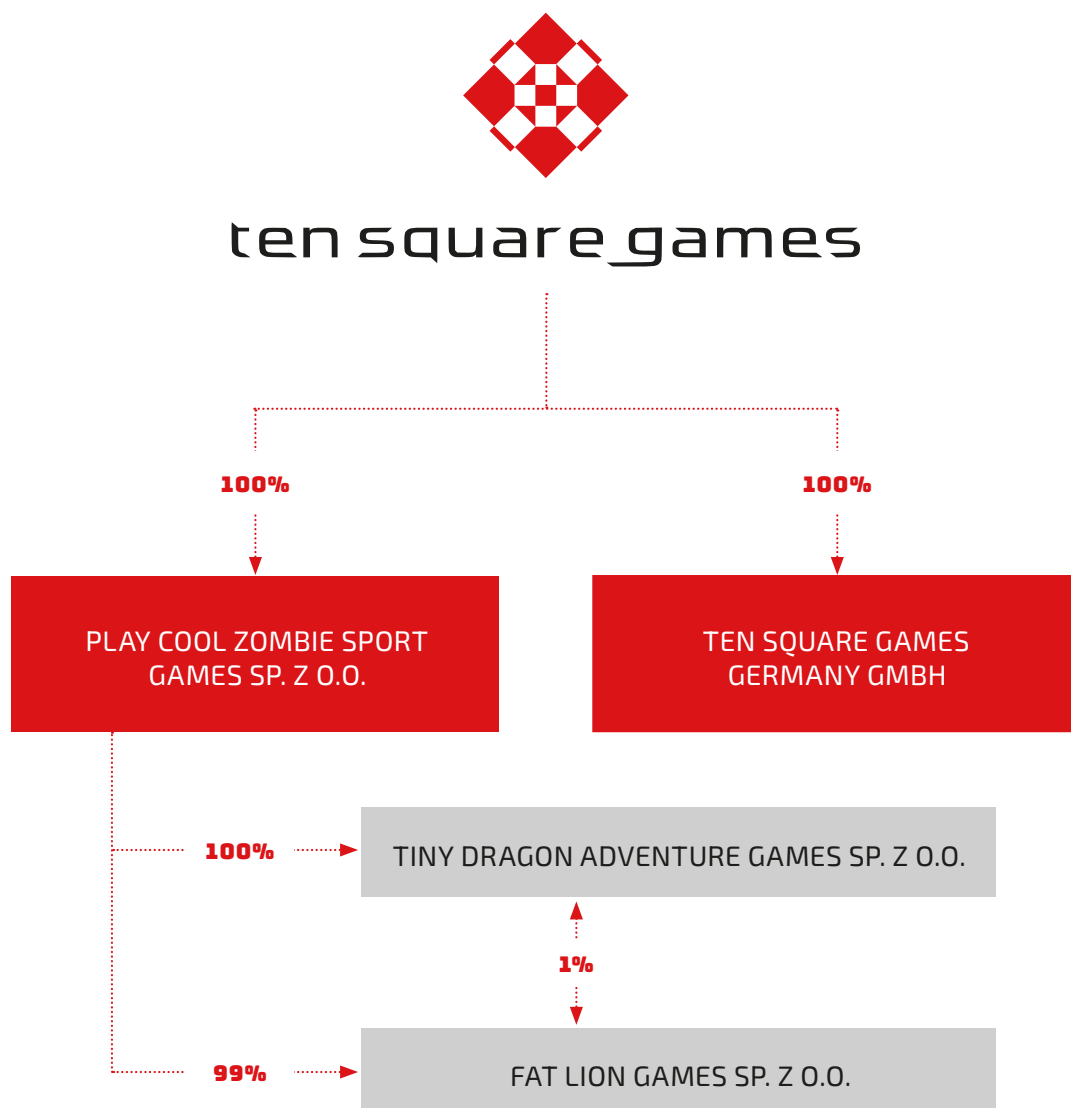 ten square games
100%
100%
PLAY COOL ZOMBIE SPORT
GAMES SP. Z O.O.
TEN SQUARE GAMES
GERMANY GMBH
100%
TINY DRAGON ADVENTURE GAMES SP. Z O.O.
1%
99%
FAT LION GAMES SP. Z O.O.